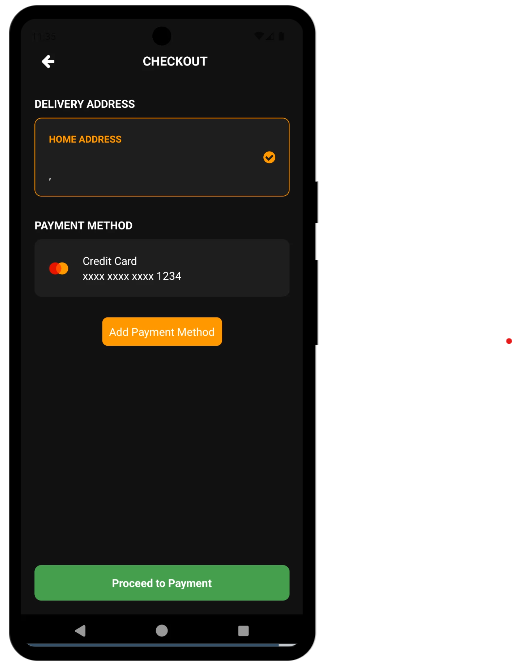 CHECKOUT
DELIVERY ADDRESS
HOME ADDRESS
,
PAYMENT METHOD
Credit Card
xxxx xxxx xxxx 1234
Add Payment Method
Proceed to Payment